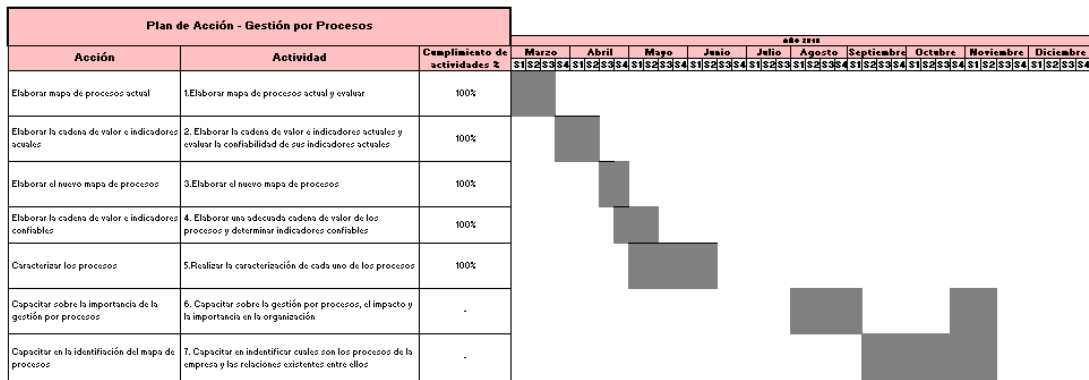 Plan de Acción - Gestión por Procesos
año 2018
Acción Actividad Cumplimiento de actividades % Marzo Abril Mayo Junio Julio Agosto Septiembre Octubre Noviembre Diciembre
S1 S2 S3 S4 S1 S2 S3 S4 S1 S2 S3 S4 S1 S2 S3 S4 S1 S2 S3 S1 S2 S3 S4 S1 S2 S3 S4 S1 S2 S3 S4 S1 S2 S3 S4 S1 S2 S3 S4
Elaborar mapa de procesos actual 1.Elaborar mapa de procesos actual y evaluar 100%
Elaborar la cadena de valor e indicadores 2. Elaborar la cadena de valor e indicadores actuales y
acuales evaluar la confiabilidad de sus indicadores actuales 100%
Elaborar el nuevo mapa de procesos 3.Elaborar el nuevo mapa de procesos 100%
Elaborar la cadena de valor e indicadores 4. Elaborar una adecuada cadena de valor de los
confiables procesos y determinar indicadores confiables 100%
Caracterizar los procesos 5.Realizar la caracterización de cada uno de los procesos 100%
Capacitar sobre la importancia de la 6. Capacitar sobre la gestión por procesos, el impacto y
gestión por procesos la importancia en la organización -
Capacitar en la identifiación del mapa de 7. Capacitar en indentificar cuales son los procesos de la
procesos empresa y las relaciones existentes entre ellos -